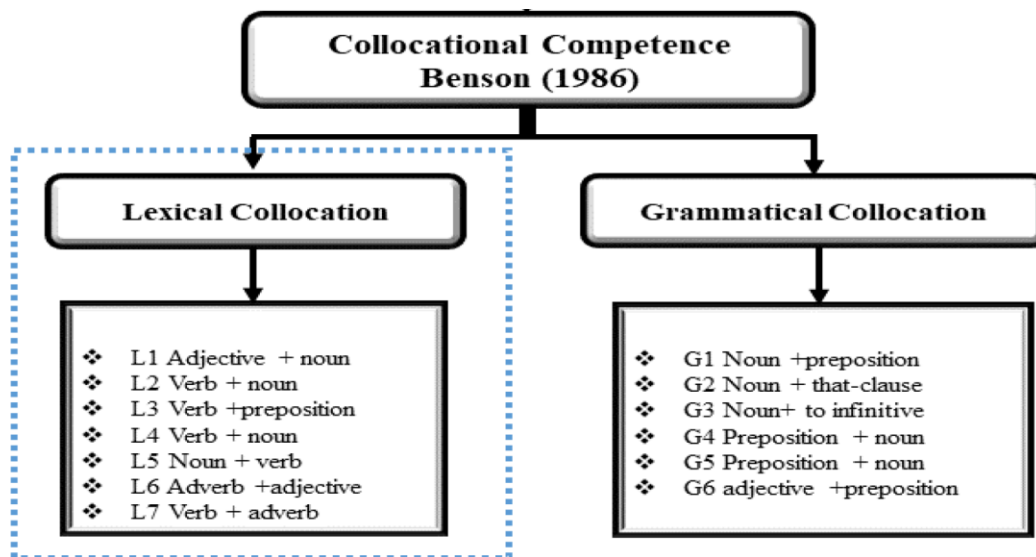 Collocational Competence
Benson (1986)
Lexical Collocation
Grammatical Collocation
❖ L1 Adjective + noun
❖ L2 Verb + noun
❖ L3 Verb +preposition
❖ L4 Verb + noun
❖ L5 Noun + verb
❖ L6 Adverb +adjective
❖ L7 Verb + adverb
❖ G1 Noun +preposition
❖ G2 Noun + that-clause
❖ G3 Noun+ to infinitive
❖ G4 Preposition + noun
❖ G5 Preposition + noun
❖ G6 adjective +preposition